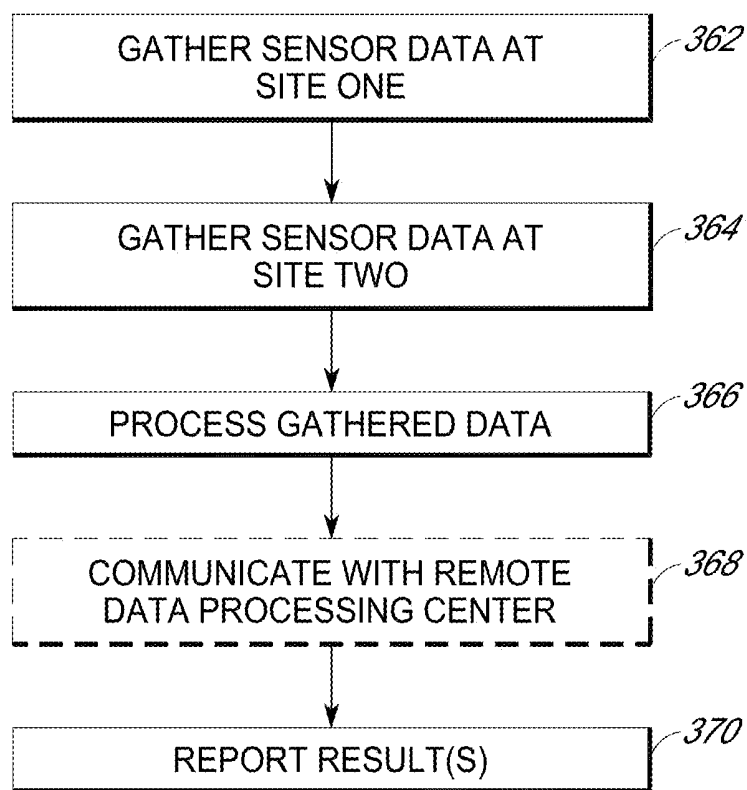 GATHER SENSOR DATA AT
SITE ONE
362
GATHER SENSOR DATA AT
SITE TWO
364
PROCESS GATHERED DATA
366
COMMUNICATE WITH REMOTE
DATA PROCESSING CENTER
368
REPORT RESULT(S)
370